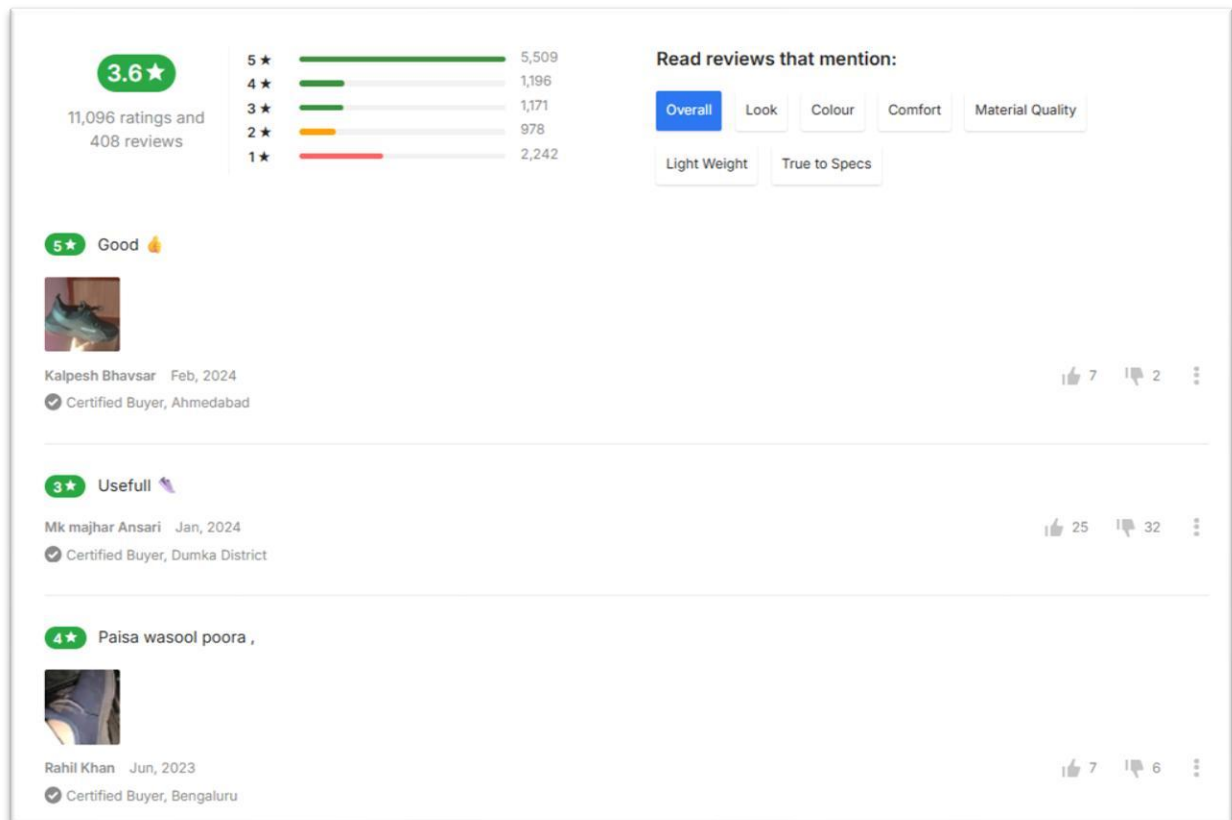 3.6★
11,096 ratings and
408 reviews
5★ 5,509
4★ 1,196
3★ 1,171
2★ 978
1★ 2,242
Read reviews that mention:
Overall Look Colour Comfort Material Quality
Light Weight True to Specs
5★ Good 👍
Kalpesh Bhavsar Feb, 2024
7 2
Certified Buyer, Ahmedabad
3★ Usefull 👟
Mk majhar Ansari Jan, 2024
25 32
Certified Buyer, Dumka District
4★ Paisa wasool poora ,
Rahil Khan Jun, 2023
7 6
Certified Buyer, Bengaluru